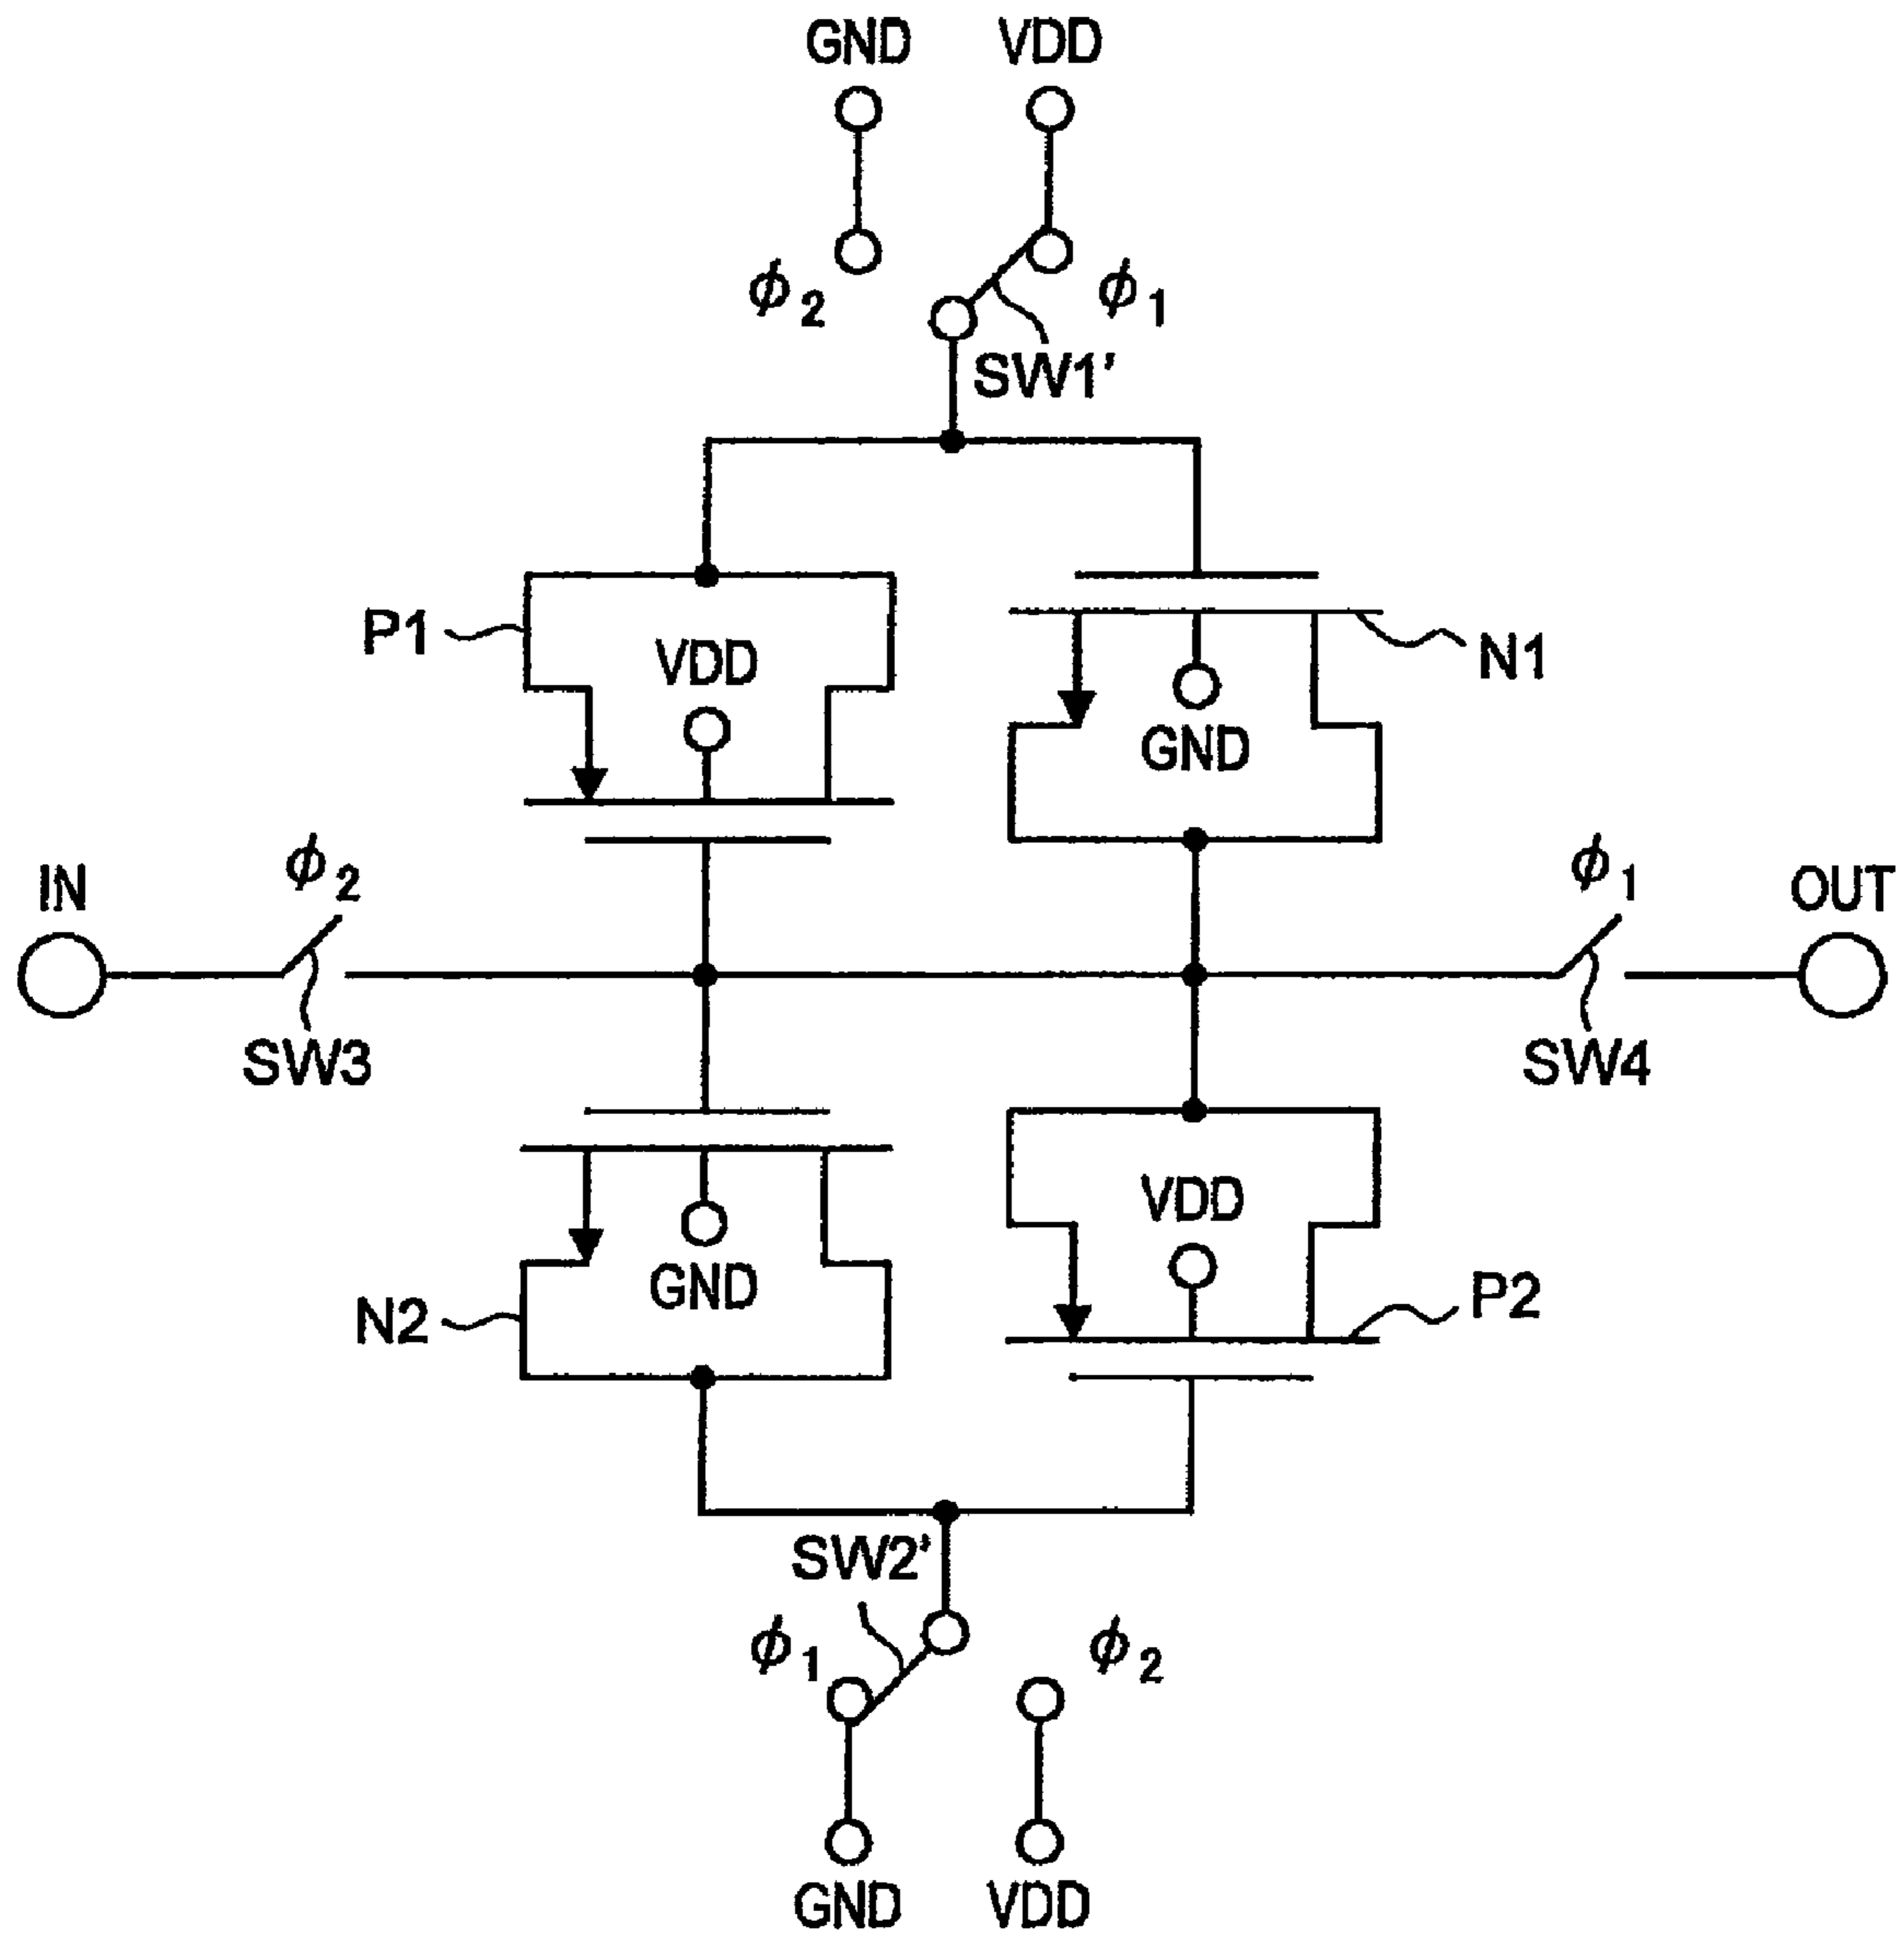 GND VDD
ϕ2 ϕ1
SW1'
P1
VDD
N1
GND
IN
ϕ2
ϕ1
OUT
SW3
SW4
VDD
GND
N2
P2
SW2'
ϕ1 ϕ2
GND VDD